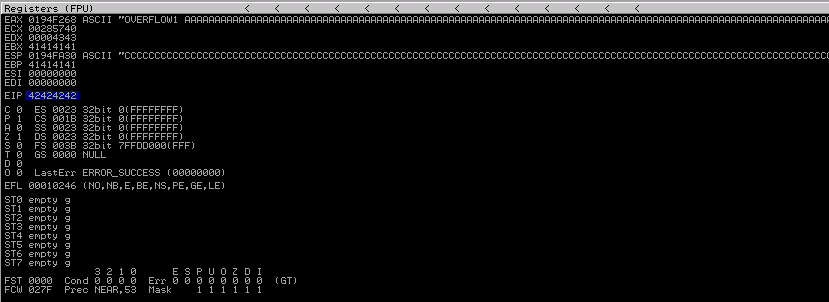 Registers (FPU) < < < < < < < < < < < < < <
EAX 0194F268 ASCII "OVERFLOW1 AAAAAAAAAAAAAAAAAAAAAAAAAAAAAAAAAAAAAAAAAAAAAAAAAAAAAAAAAAAAAAAAAAAAAAAAAAAAAAAAAAAAAAAAAAAAAAAAA
ECX 00285740
EDX 00004343
EBX 41414141
ESP 0194FA30 ASCII "CCCCCCCCCCCCCCCCCCCCCCCCCCCCCCCCCCCCCCCCCCCCCCCCCCCCCCCCCCCCCCCCCCCCCCCCCCCCCCCCCCCCCCCCCCCCCCCCCCCCCCCCCCC
EBP 41414141
ESI 00000000
EDI 00000000
EIP 42424242
C 0 ES 0023 32bit 0(FFFFFFFF)
P 1 CS 001B 32bit 0(FFFFFFFF)
A 0 SS 0023 32bit 0(FFFFFFFF)
Z 1 DS 0023 32bit 0(FFFFFFFF)
S 0 FS 003B 32bit 7FFDD000(FFF)
T 0 GS 0000 NULL
D 0
O 0 LastErr ERROR_SUCCESS (00000000)
EFL 00010246 (NO,NB,E,BE,NS,PE,GE,LE)
ST0 empty g
ST1 empty g
ST2 empty g
ST3 empty g
ST4 empty g
ST5 empty g
ST6 empty g
ST7 empty g
3 2 1 0 E S P U O Z D I
FST 0000 Cond 0 0 0 0 Err 0 0 0 0 0 0 0 0 (GT)
FCW 027F Prec NEAR,53 Mask 1 1 1 1 1 1